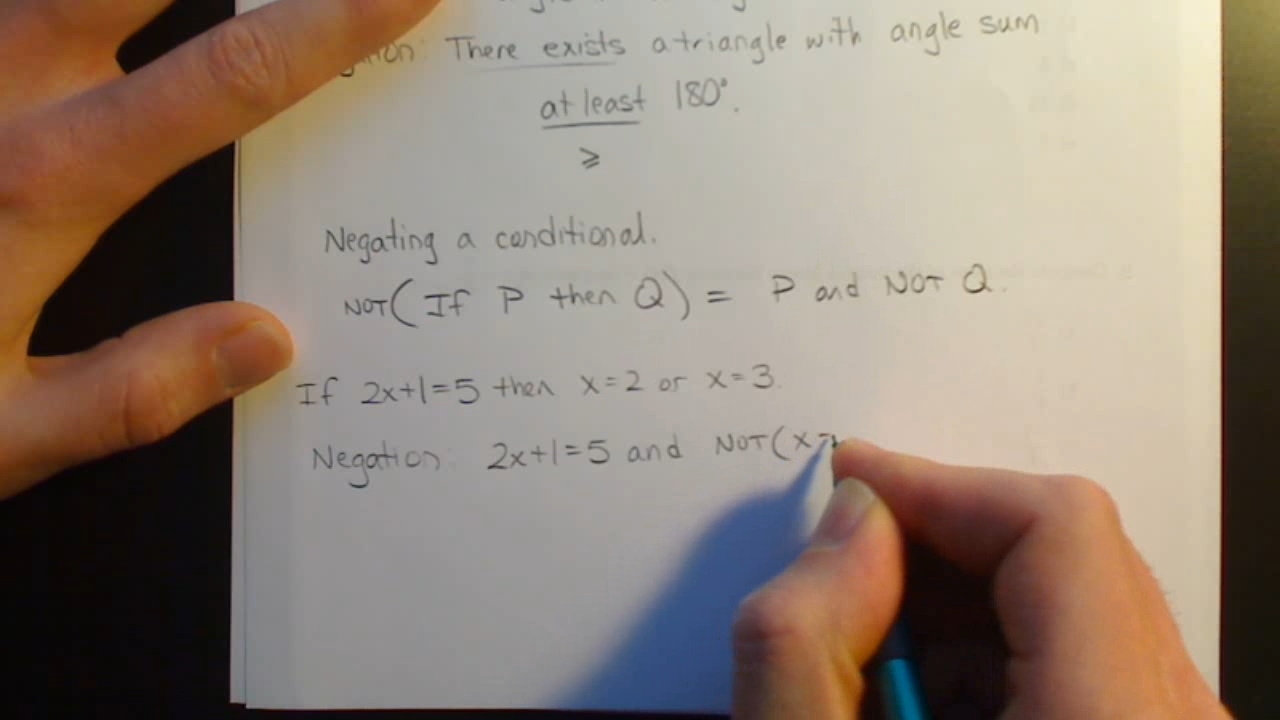 There exists a triangle with angle sum
at least 180°.
≥
Negating a conditional.
NOT(If P then Q) = P and NOT Q.
If 2x+1=5 then x=2 or x=3.
Negation: 2x+1=5 and NOT(x=